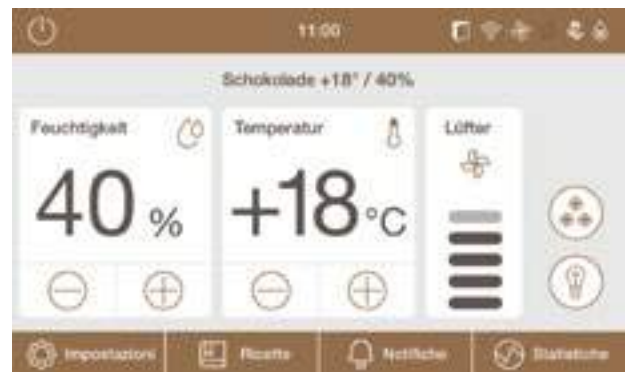 11:00
Schokolade +18° / 40%
Feuchtigkeit
Temperatur
Lüfter
40 %
+18 °C
Impostazioni
Ricette
Notifiche
Statistiche